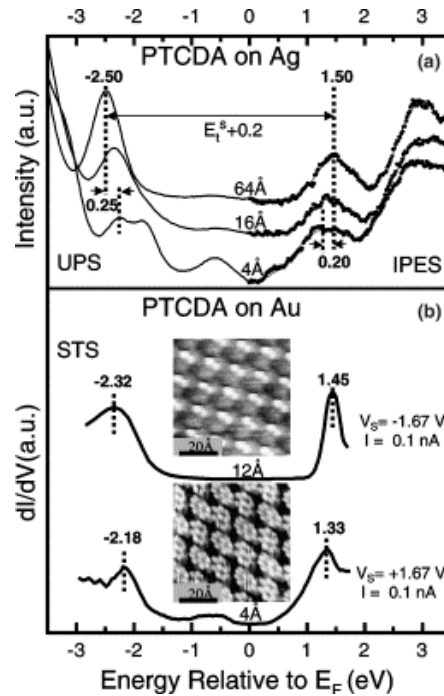 -3 -2 -1 0 1 2 3
PTCDA on Ag (a)
-2.50 1.50
Eₜˢ+0.2
64Å
0.25
16Å
4Å
0.20
UPS IPES
Intensity (a.u.)
PTCDA on Au (b)
STS
-2.32 1.45
Vₛ= -1.67 V
I = 0.1 nA
20Å
12Å
-2.18 1.33
Vₛ= +1.67 V
I = 0.1 nA
20Å
4Å
dI/dV(a.u.)
-3 -2 -1 0 1 2 3
Energy Relative to E_F (eV)